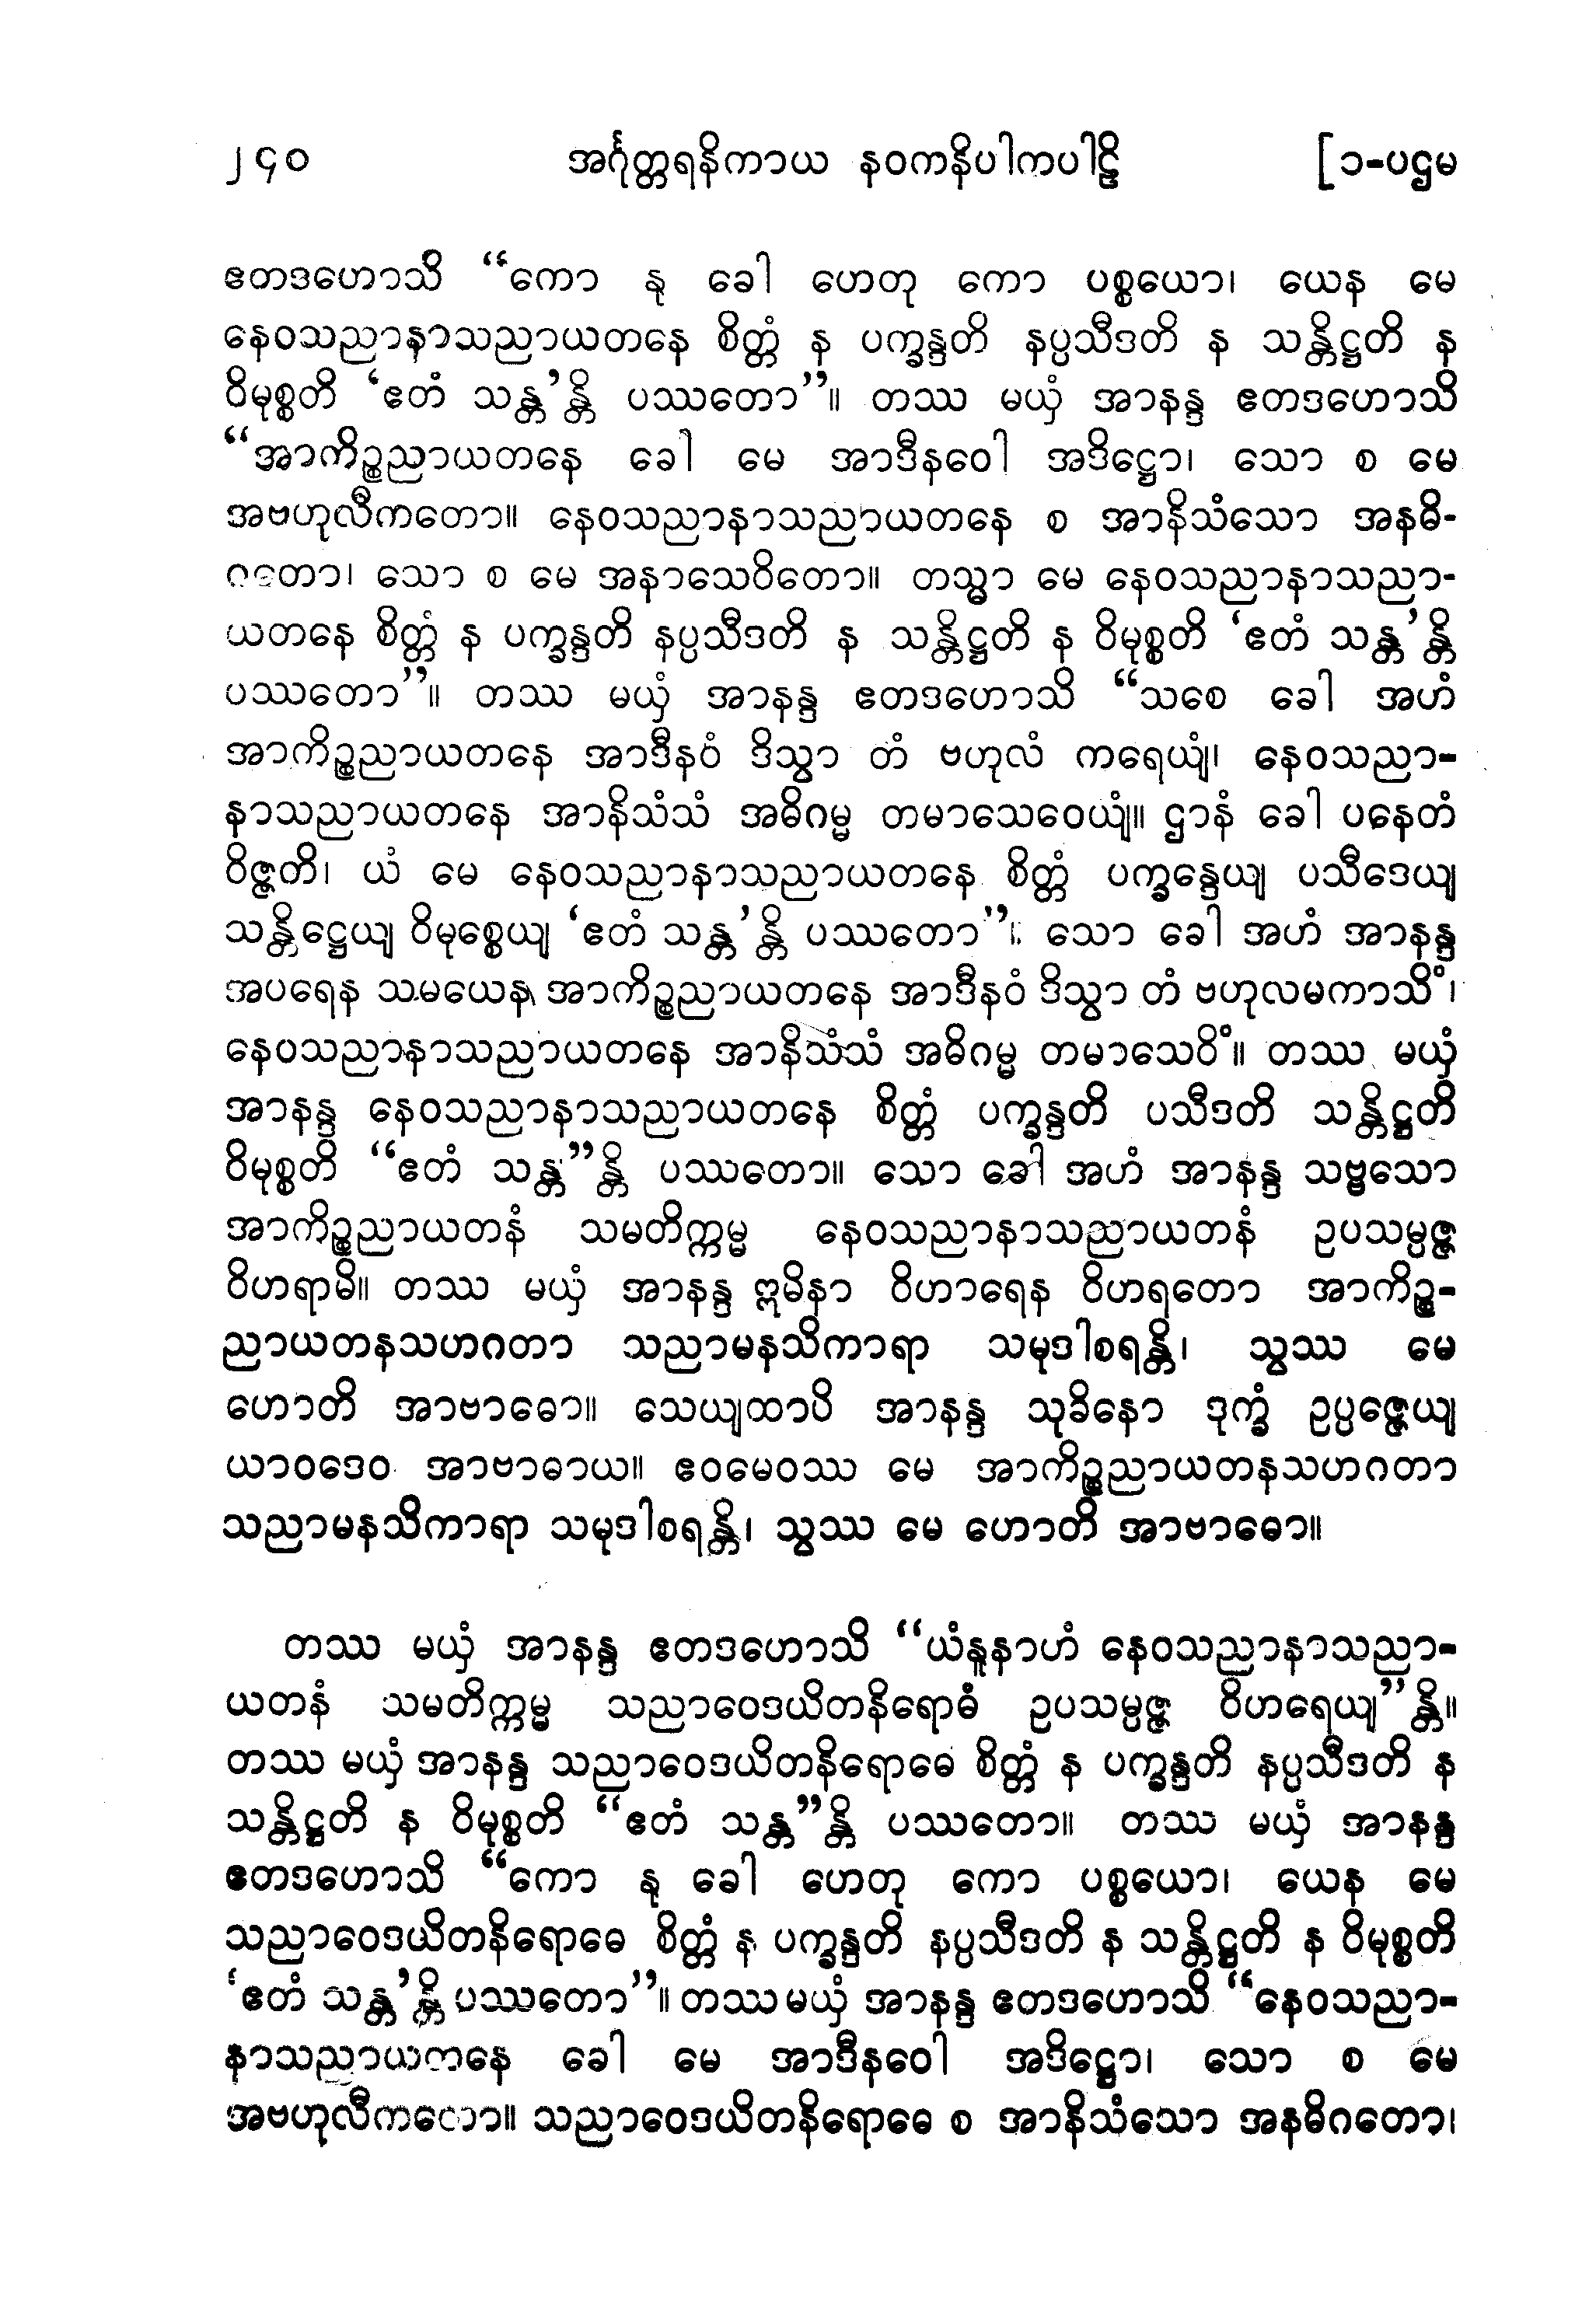 ၂၄၀ အင်္ဂုတ္တရနိကာယ နဝကနိပါကပါဠိ [၁-ပဌမ
ဧတဒဟောသိ “ကော နု ခေါ ဟေတု ကော ပစ္စယော၊ ယေန မေ
နေဝသညာနာသညာယတနေ စိတ္တံ န ပက္ခန္ဒတိ နပ္ပသီဒတိ န သန္တိဋ္ဌတိ န
ဝိမုစ္စတိ ‘ဧတံ သန္တ’န္တိ ပဿတော”။ တဿ မယှံ အာနန္ဒ ဧတဒဟောသိ
“အာကိဉ္စညာယတနေ ခေါ မေ အာဒီနဝေါ အဒိဋ္ဌော၊ သော စ မေ
အဗဟုလီကတော။ နေဝသညာနာသညာယတနေ စ အာနိသံသော အနဓိ-
ဂတော၊ သော စ မေ အနာသေဝိတော။ တသ္မာ မေ နေဝသညာနာသညာ-
ယတနေ စိတ္တံ န ပက္ခန္ဒတိ နပ္ပသီဒတိ န သန္တိဋ္ဌတိ န ဝိမုစ္စတိ ‘ဧတံ သန္တ’န္တိ
ပဿတော”။ တဿ မယှံ အာနန္ဒ ဧတဒဟောသိ “သစေ ခေါ အဟံ
အာကိဉ္စညာယတနေ အာဒီနဝံ ဒိသွာ တံ ဗဟုလံ ကရေယျံ၊ နေဝသညာ-
နာသညာယတနေ အာနိသံသံ အဓိဂမ္မ တမာသေဝေယျံ။ ဌာနံ ခေါ ပနေတံ
ဝိဇ္ဇတိ၊ ယံ မေ နေဝသညာနာသညာယတနေ စိတ္တံ ပက္ခန္ဒေယျ ပသီဒေယျ
သန္တိဋ္ဌေယျ ဝိမုစ္စေယျ ‘ဧတံ သန္တ’န္တိ ပဿတော”။ သော ခေါ အဟံ အာနန္ဒ
အပရေန သမယေန အာကိဉ္စညာယတနေ အာဒီနဝံ ဒိသွာ တံ ဗဟုလမကာသိံ၊
နေဝသညာနာသညာယတနေ အာနိသံသံ အဓိဂမ္မ တမာသေဝိံ။ တဿ မယှံ
အာနန္ဒ နေဝသညာနာသညာယတနေ စိတ္တံ ပက္ခန္ဒတိ ပသီဒတိ သန္တိဋ္ဌတိ
ဝိမုစ္စတိ “ဧတံ သန္တ”န္တိ ပဿတော။ သော ခေါ အဟံ အာနန္ဒ သဗ္ဗသော
အာကိဉ္စညာယတနံ သမတိက္ကမ္မ နေဝသညာနာသညာယတနံ ဥပသမ္ပဇ္ဇ
ဝိဟရာမိ။ တဿ မယှံ အာနန္ဒ ဣမိနာ ဝိဟာရေန ဝိဟရတော အာကိဉ္စ-
ညာယတနသဟဂတာ သညာမနသိကာရာ သမုဒါစရန္တိ၊ သွဿ မေ
ဟောတိ အာဗာဓော။ သေယျထာပိ အာနန္ဒ သုခိနော ဒုက္ခံ ဥပ္ပဇ္ဇေယျ
ယာဝဒေဝ အာဗာဓာယ။ ဧဝမေဝဿ မေ အာကိဉ္စညာယတနသဟဂတာ
သညာမနသိကာရာ သမုဒါစရန္တိ၊ သွဿ မေ ဟောတိ အာဗာဓော။
တဿ မယှံ အာနန္ဒ ဧတဒဟောသိ “ယံနူနာဟံ နေဝသညာနာသညာ-
ယတနံ သမတိက္ကမ္မ သညာဝေဒယိတနိရောဓံ ဥပသမ္ပဇ္ဇ ဝိဟရေယျ”န္တိ။
တဿ မယှံ အာနန္ဒ သညာဝေဒယိတနိရောဓေ စိတ္တံ န ပက္ခန္ဒတိ နပ္ပသီဒတိ န
သန္တိဋ္ဌတိ န ဝိမုစ္စတိ “ဧတံ သန္တ”န္တိ ပဿတော။ တဿ မယှံ အာနန္ဒ
ဧတဒဟောသိ “ကော နု ခေါ ဟေတု ကော ပစ္စယော၊ ယေန မေ
သညာဝေဒယိတနိရောဓေ စိတ္တံ န ပက္ခန္ဒတိ နပ္ပသီဒတိ န သန္တိဋ္ဌတိ န ဝိမုစ္စတိ
‘ဧတံ သန္တ’န္တိ ပဿတော”။ တဿ မယှံ အာနန္ဒ ဧတဒဟောသိ “နေဝသညာ-
နာသညာယတနေ ခေါ မေ အာဒီနဝေါ အဒိဋ္ဌော၊ သော စ မေ
အဗဟုလီကတော။ သညာဝေဒယိတနိရောဓေ စ အာနိသံသော အနဓိဂတော၊